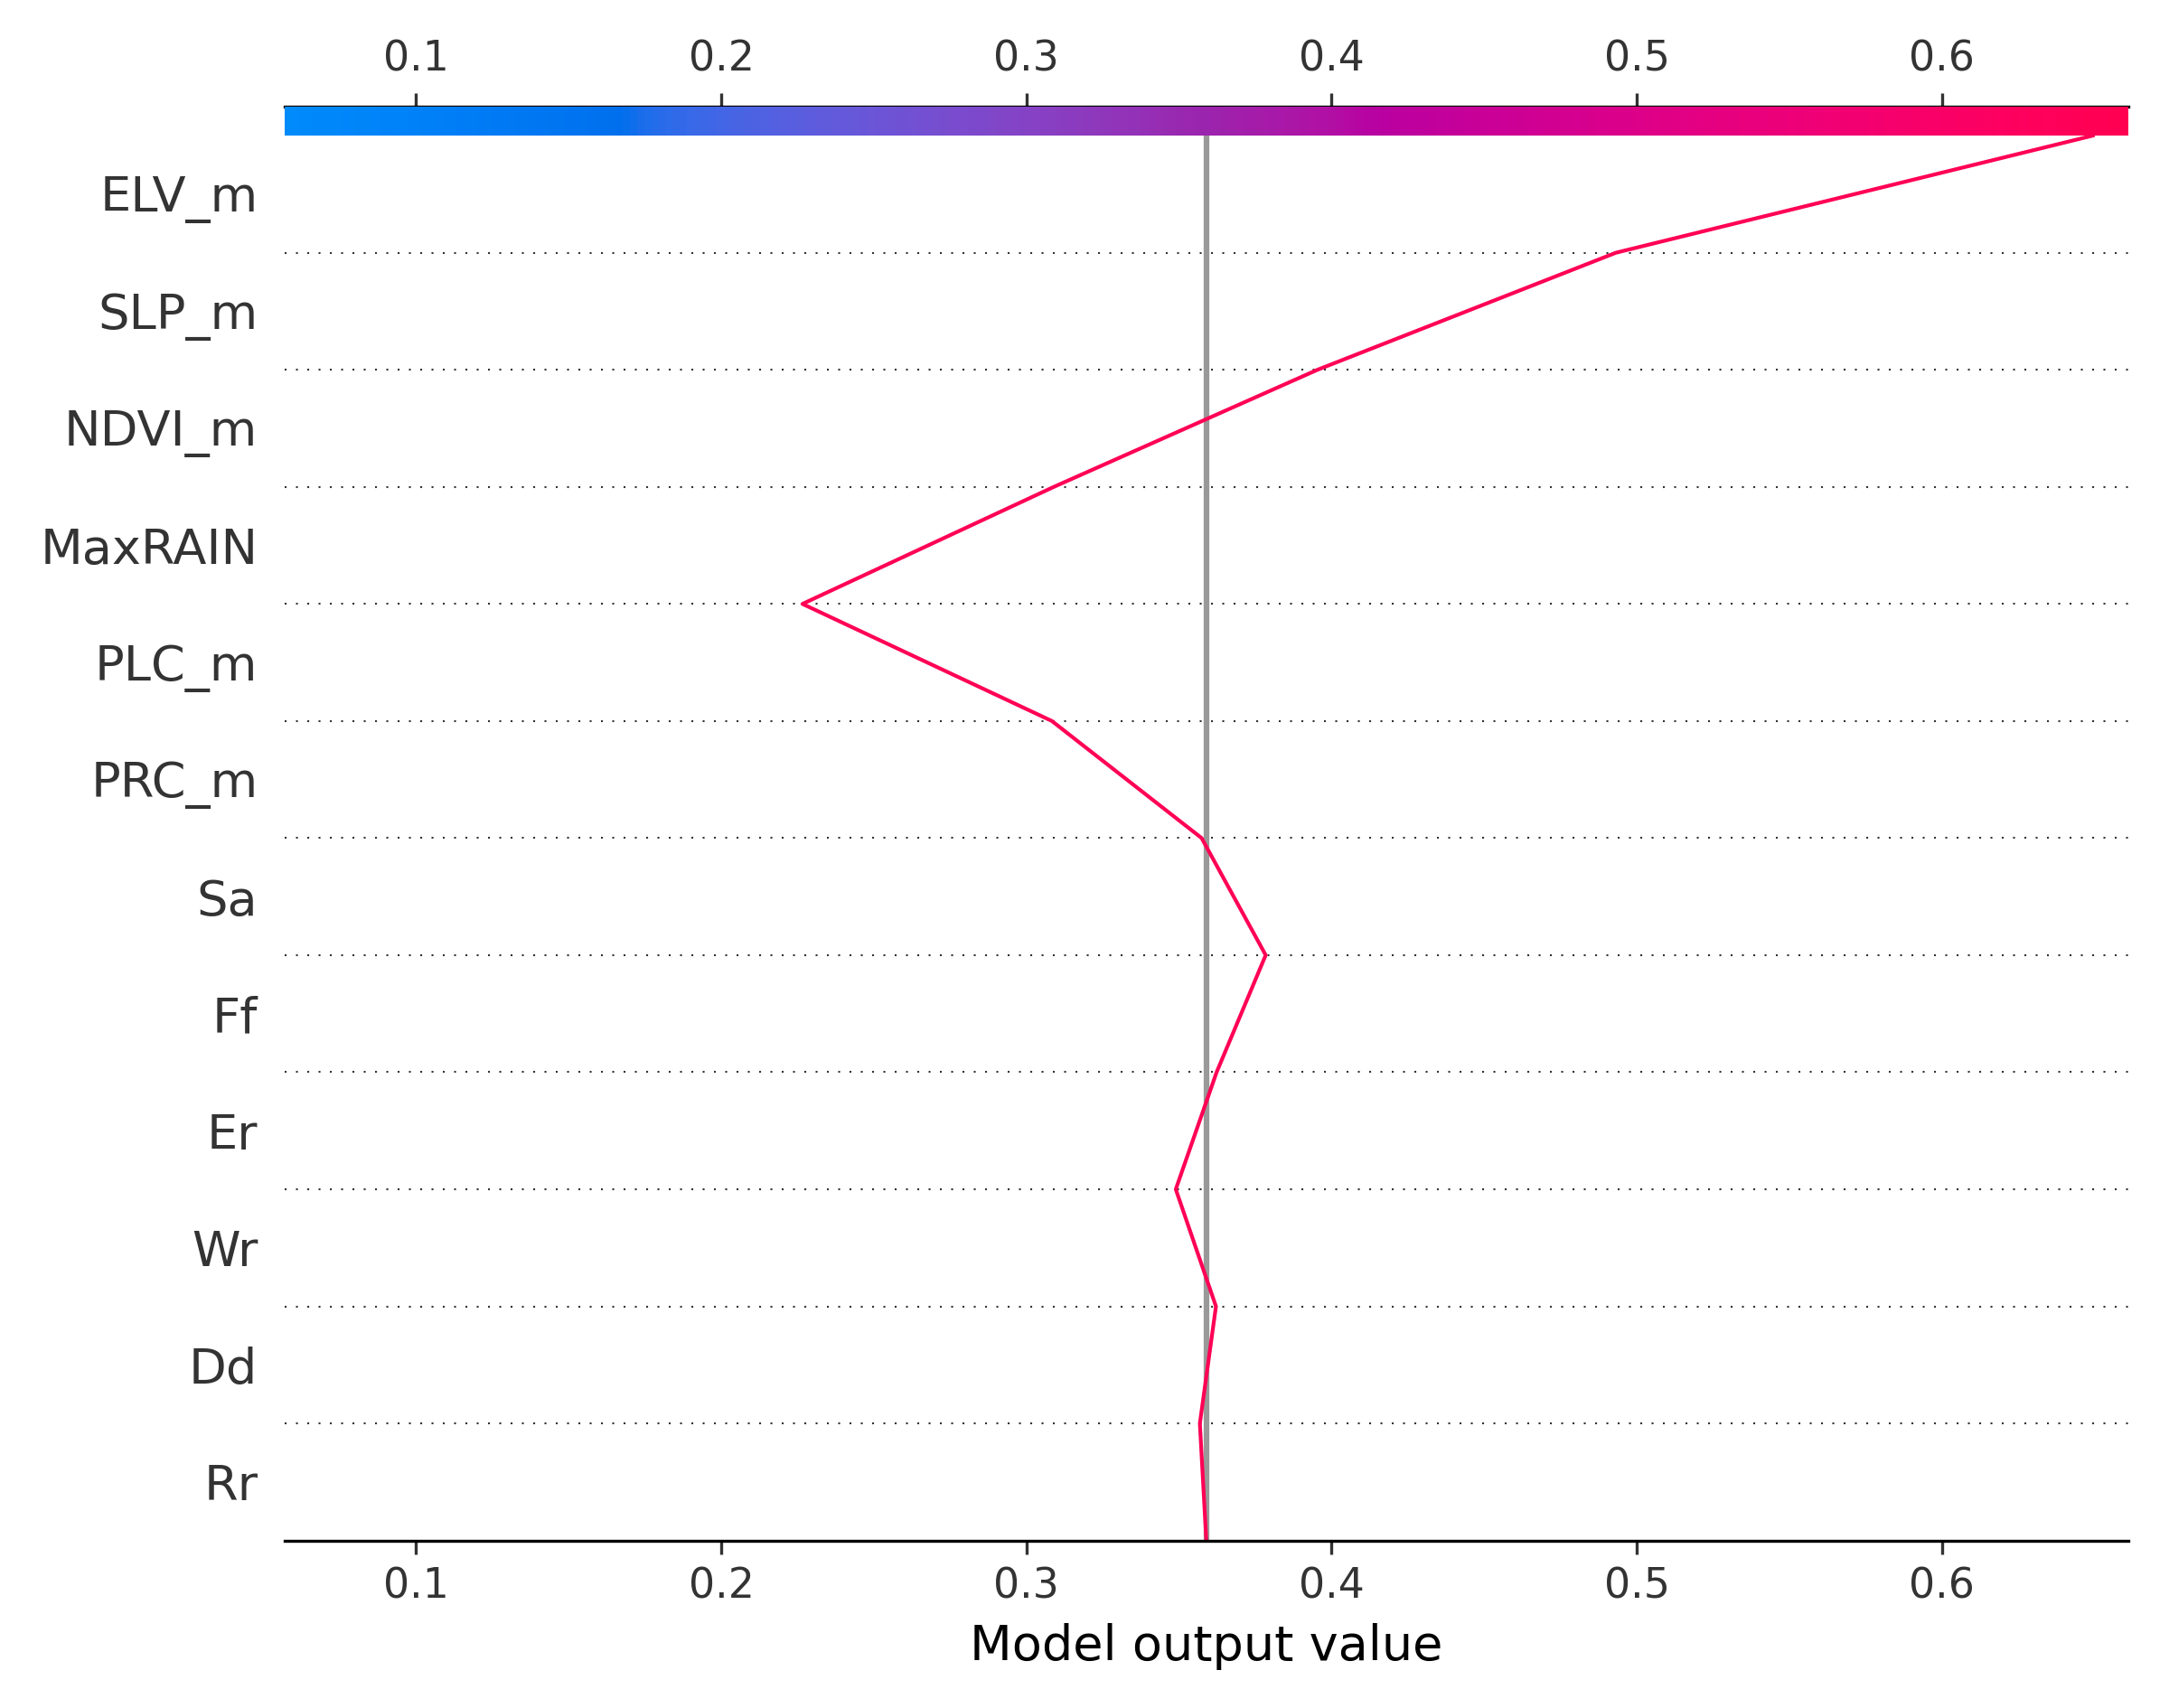 0.1 0.2 0.3 0.4 0.5 0.6
ELV_m
SLP_m
NDVI_m
MaxRAIN
PLC_m
PRC_m
Sa
Ff
Er
Wr
Dd
Rr
0.1 0.2 0.3 0.4 0.5 0.6
Model output value